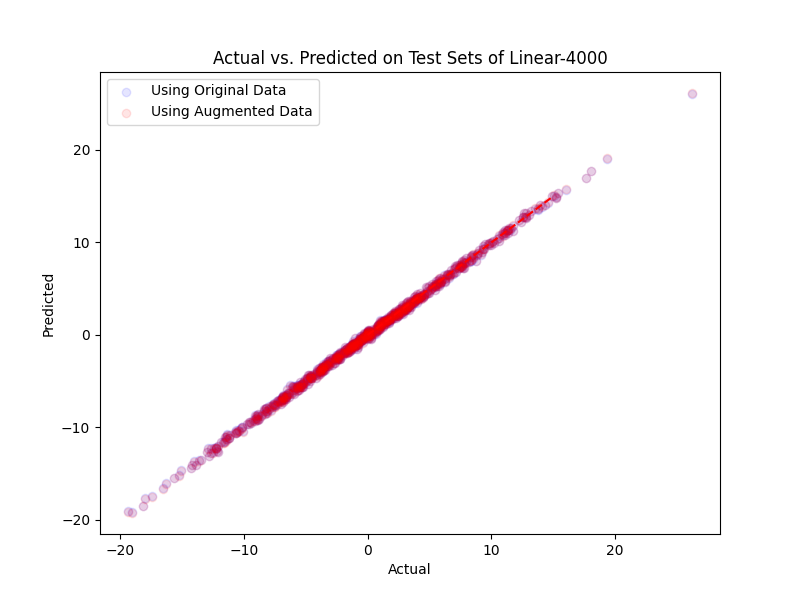 Actual vs. Predicted on Test Sets of Linear-4000
Using Original Data
Using Augmented Data
Predicted
20
10
0
−10
−20
−20
−10
0
10
20
Actual